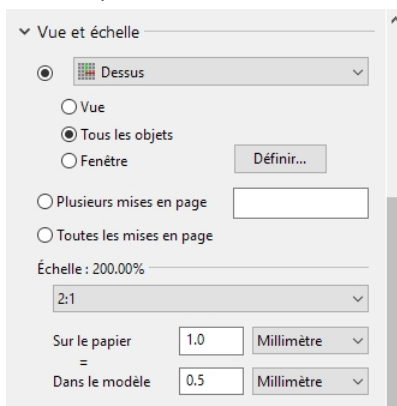 Vue et échelle
Dessus
Vue
Tous les objets
Fenêtre Définir...
Plusieurs mises en page
Toutes les mises en page
Échelle : 200.00%
2:1
Sur le papier 1.0 Millimètre
=
Dans le modèle 0.5 Millimètre